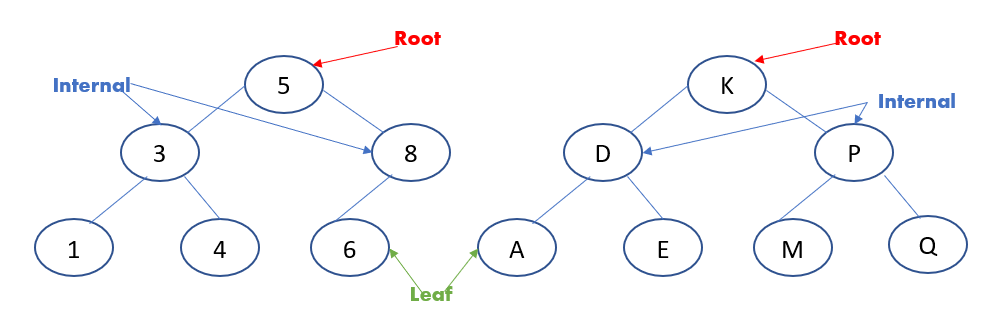 Root
Root
5
K
Internal
Internal
3
8
D
P
1
4
6
A
E
M
Q
Leaf